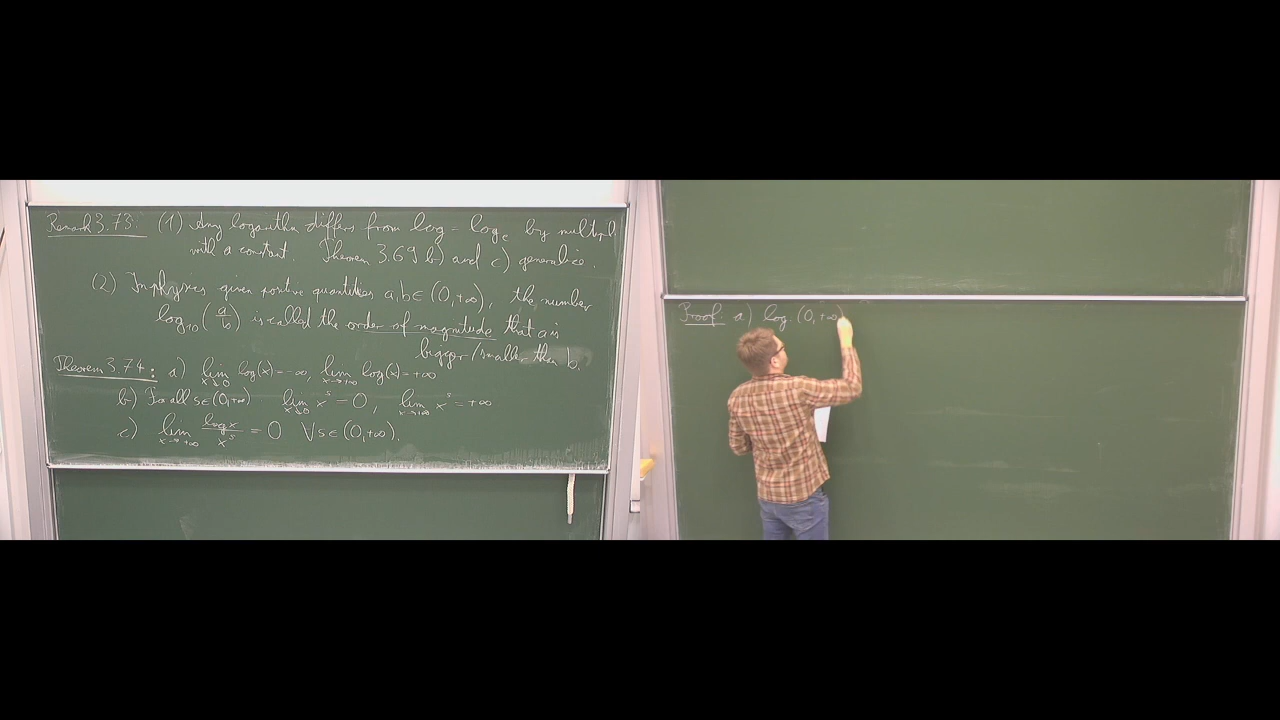 Remark 3.73: (1) Any logarithm differs from log = logₑ by multipl.
with a constant. Theorem 3.69 b) and c) generalize.
(2) In physics given positive quantities a,b ∈ (0,+∞), the number
log₁₀(a/b) is called the order of magnitude that a is
bigger/smaller than b.
Theorem 3.74: a) lim_{x↘0} log(x) = -∞, lim_{x→+∞} log(x) = +∞
b) For all s ∈ (0,+∞) lim_{x↘0} x^s = 0, lim_{x→+∞} x^s = +∞
c) lim_{x→+∞} log x / x^s = 0 ∀ s ∈ (0,+∞).
Proof: a) log: (0,+∞)